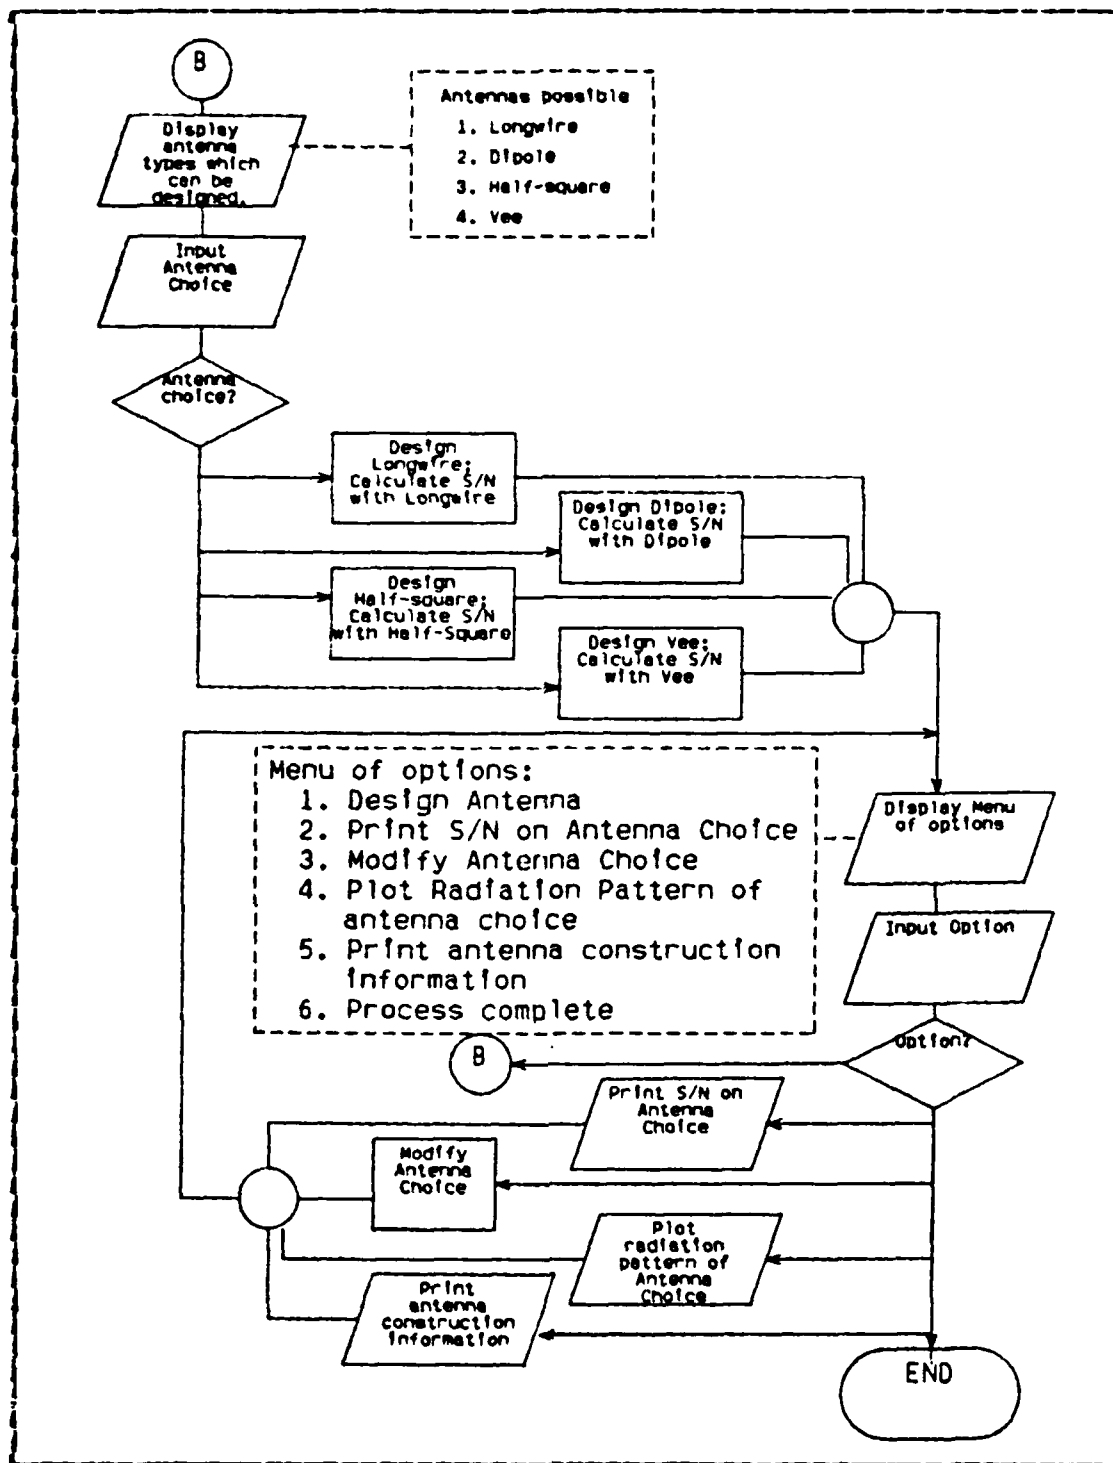 B
Display
antenna
types which
can be
designed.
Antennas possible
1. Longwire
2. Dipole
3. Half-square
4. Vee
Input
Antenna
Choice
Antenna
choice?
Design
Longwire;
Calculate S/N
with Longwire
Design Dipole;
Calculate S/N
with Dipole
Design
Half-square;
Calculate S/N
with Half-Square
Design Vee;
Calculate S/N
with Vee
Menu of options:
1. Design Antenna
2. Print S/N on Antenna Choice
3. Modify Antenna Choice
4. Plot Radiation Pattern of
antenna choice
5. Print antenna construction
information
6. Process complete
Display Menu
of options
Input Option
Option?
B
Print S/N on
Antenna
Choice
Modify
Antenna
Choice
Plot
radiation
pattern of
Antenna
Choice
Print
antenna
construction
information
END